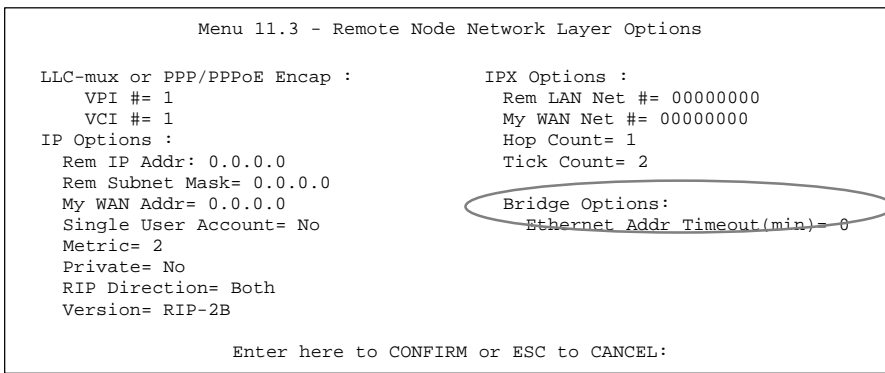 Menu 11.3 - Remote Node Network Layer Options
LLC-mux or PPP/PPPoE Encap :
VPI #= 1
VCI #= 1
IP Options :
Rem IP Addr: 0.0.0.0
Rem Subnet Mask= 0.0.0.0
My WAN Addr= 0.0.0.0
Single User Account= No
Metric= 2
Private= No
RIP Direction= Both
Version= RIP-2B
IPX Options :
Rem LAN Net #= 00000000
My WAN Net #= 00000000
Hop Count= 1
Tick Count= 2
Bridge Options:
Ethernet Addr Timeout(min)= 0
Enter here to CONFIRM or ESC to CANCEL: